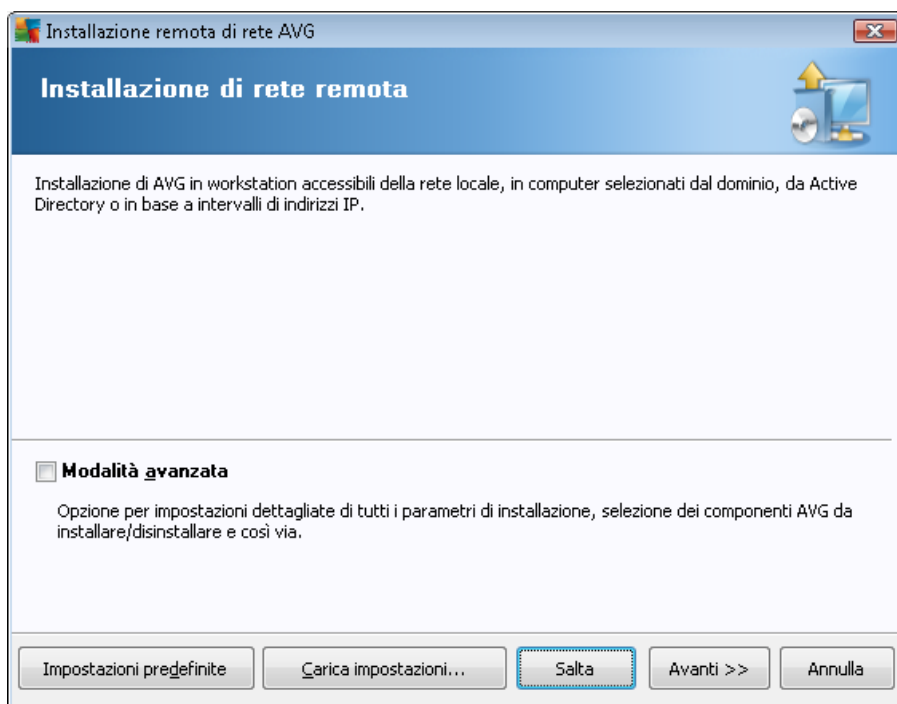 Installazione remota di rete AVG
Installazione di rete remota
Installazione di AVG in workstation accessibili della rete locale, in computer selezionati dal dominio, da Active
Directory o in base a intervalli di indirizzi IP.
Modalità avanzata
Opzione per impostazioni dettagliate di tutti i parametri di installazione, selezione dei componenti AVG da
installare/disinstallare e così via.
Impostazioni predefinite
Carica impostazioni...
Salta
Avanti >>
Annulla